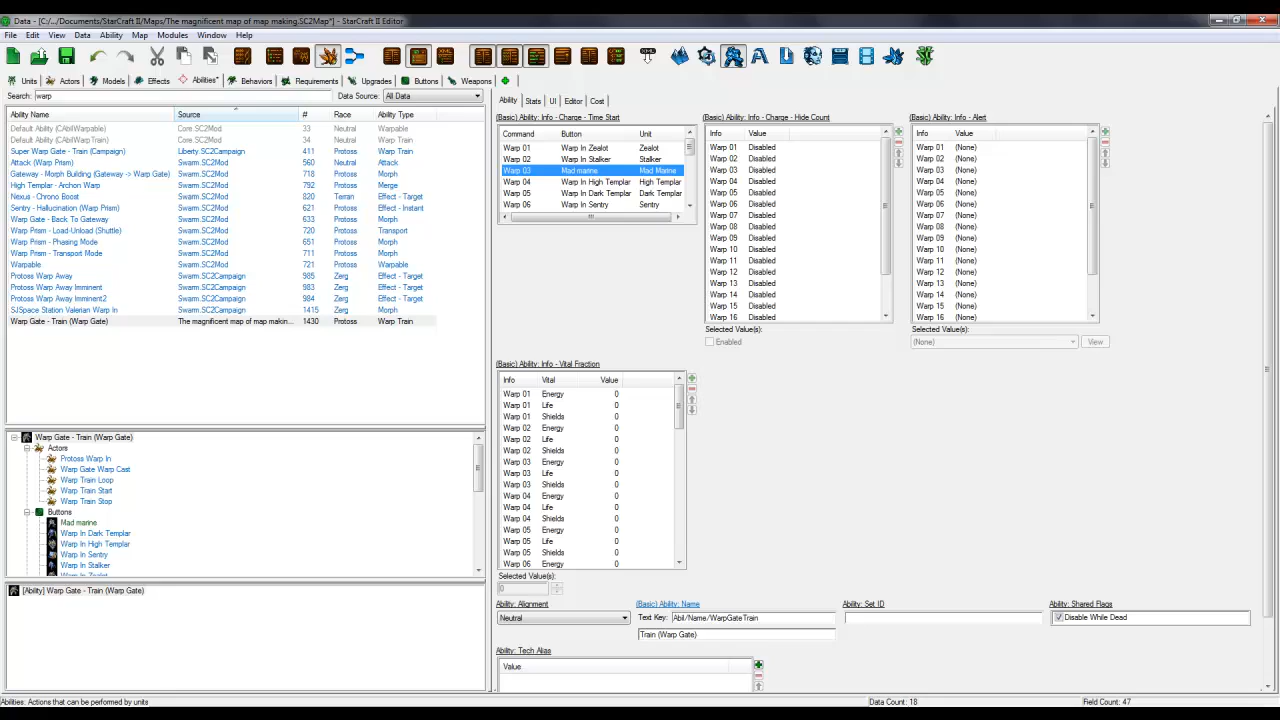 Data - [C:/.../Documents/StarCraft II/Maps/The magnificent map of map making.SC2Map*] - StarCraft II Editor
File Edit View Data Ability Map Modules Window Help
Units Actors Models Effects Abilities* Behaviors Requirements Upgrades Buttons Weapons
Search: warp Data Source: All Data
Ability Name Source # Race Ability Type
Default Ability (CAbilWarpable) Core.SC2Mod 33 Neutral Warpable
Default Ability (CAbilWarpTrain) Core.SC2Mod 34 Neutral Warp Train
Super Warp Gate - Train (Campaign) Liberty.SC2Campaign 411 Protoss Warp Train
Attack (Warp Prism) Swarm.SC2Mod 560 Neutral Attack
Gateway - Morph Building (Gateway -> Warp Gate) Swarm.SC2Mod 718 Protoss Morph
High Templar - Archon Warp Swarm.SC2Mod 792 Protoss Merge
Nexus - Chrono Boost Swarm.SC2Mod 820 Terran Effect - Target
Sentry - Hallucination (Warp Prism) Swarm.SC2Mod 621 Protoss Effect - Instant
Warp Gate - Back To Gateway Swarm.SC2Mod 633 Protoss Morph
Warp Prism - Load-Unload (Shuttle) Swarm.SC2Mod 720 Protoss Transport
Warp Prism - Phasing Mode Swarm.SC2Mod 651 Protoss Morph
Warp Prism - Transport Mode Swarm.SC2Mod 711 Protoss Morph
Warpable Swarm.SC2Mod 721 Protoss Warpable
Protoss Warp Away Swarm.SC2Campaign 985 Zerg Effect - Target
Protoss Warp Away Imminent Swarm.SC2Campaign 983 Zerg Effect - Target
Protoss Warp Away Imminent2 Swarm.SC2Campaign 984 Zerg Effect - Target
SJSpace Station Valerian Warp In Swarm.SC2Campaign 1415 Zerg Morph
Warp Gate - Train (Warp Gate) The magnificent map of map makin... 1430 Protoss Warp Train
Warp Gate - Train (Warp Gate)
Actors
Protoss Warp In
Warp Gate Warp Cast
Warp Train Loop
Warp Train Start
Warp Train Stop
Buttons
Mad marine
Warp In Dark Templar
Warp In High Templar
Warp In Sentry
Warp In Stalker
Warp In Zealot
[Ability] Warp Gate - Train (Warp Gate)
Ability Stats UI Editor Cost
(Basic) Ability: Info - Charge - Time Start
Command Button Unit
Warp 01 Warp In Zealot Zealot
Warp 02 Warp In Stalker Stalker
Warp 03 Mad marine Mad Marine
Warp 04 Warp In High Templar High Templar
Warp 05 Warp In Dark Templar Dark Templar
Warp 06 Warp In Sentry Sentry
(Basic) Ability: Info - Charge - Hide Count
Info Value
Warp 01 Disabled
Warp 02 Disabled
Warp 03 Disabled
Warp 04 Disabled
Warp 05 Disabled
Warp 06 Disabled
Warp 07 Disabled
Warp 08 Disabled
Warp 09 Disabled
Warp 10 Disabled
Warp 11 Disabled
Warp 12 Disabled
Warp 13 Disabled
Warp 14 Disabled
Warp 15 Disabled
Warp 16 Disabled
Selected Value(s):
Enabled
(Basic) Ability: Info - Alert
Info Value
Warp 01 (None)
Warp 02 (None)
Warp 03 (None)
Warp 04 (None)
Warp 05 (None)
Warp 06 (None)
Warp 07 (None)
Warp 08 (None)
Warp 09 (None)
Warp 10 (None)
Warp 11 (None)
Warp 12 (None)
Warp 13 (None)
Warp 14 (None)
Warp 15 (None)
Warp 16 (None)
Selected Value(s):
(None) View
(Basic) Ability: Info - Vital Fraction
Info Vital Value
Warp 01 Energy 0
Warp 01 Life 0
Warp 01 Shields 0
Warp 02 Energy 0
Warp 02 Life 0
Warp 02 Shields 0
Warp 03 Energy 0
Warp 03 Life 0
Warp 03 Shields 0
Warp 04 Energy 0
Warp 04 Life 0
Warp 04 Shields 0
Warp 05 Energy 0
Warp 05 Life 0
Warp 05 Shields 0
Warp 06 Energy 0
Selected Value(s):
0
Ability: Alignment (Basic) Ability: Name Ability: Set ID Ability: Shared Flags
Neutral Text Key: Abil/Name/WarpGateTrain Disable While Dead
Train (Warp Gate)
Ability: Tech Alias
Value
Abilities: Actions that can be performed by units Data Count: 18 Field Count: 47